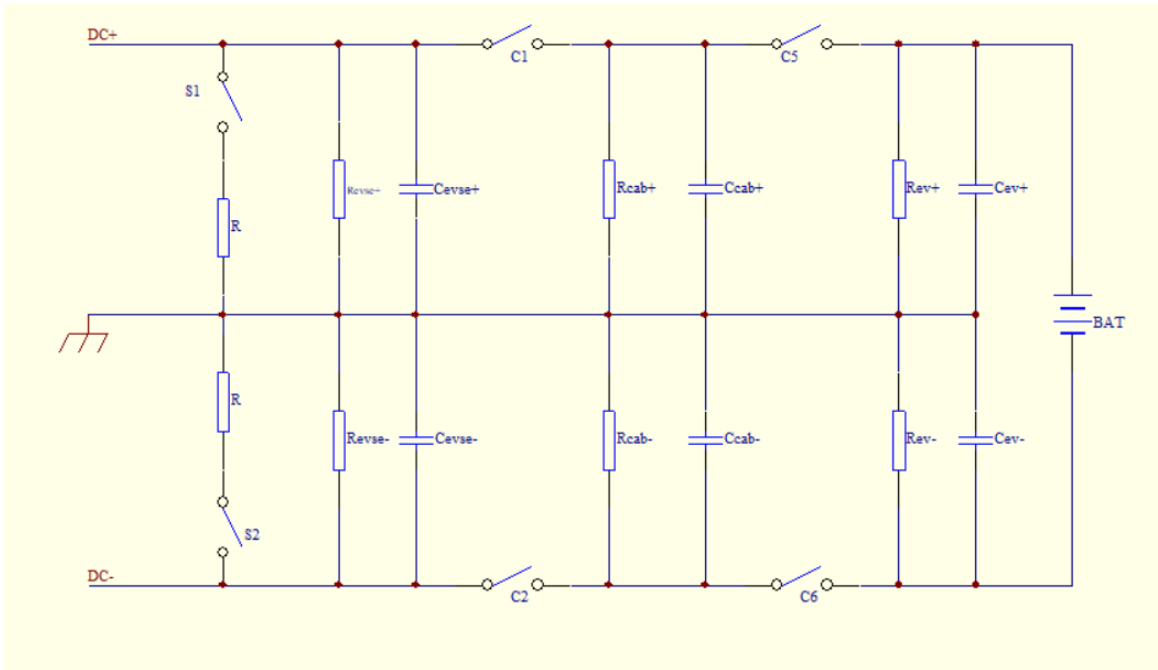 DC+
C1
C5
S1
Revse+
Cevse+
Rcab+
Ccab+
Rev+
Cev+
R
BAT
R
Revse-
Cevse-
Rcab-
Ccab-
Rev-
Cev-
S2
DC-
C2
C6